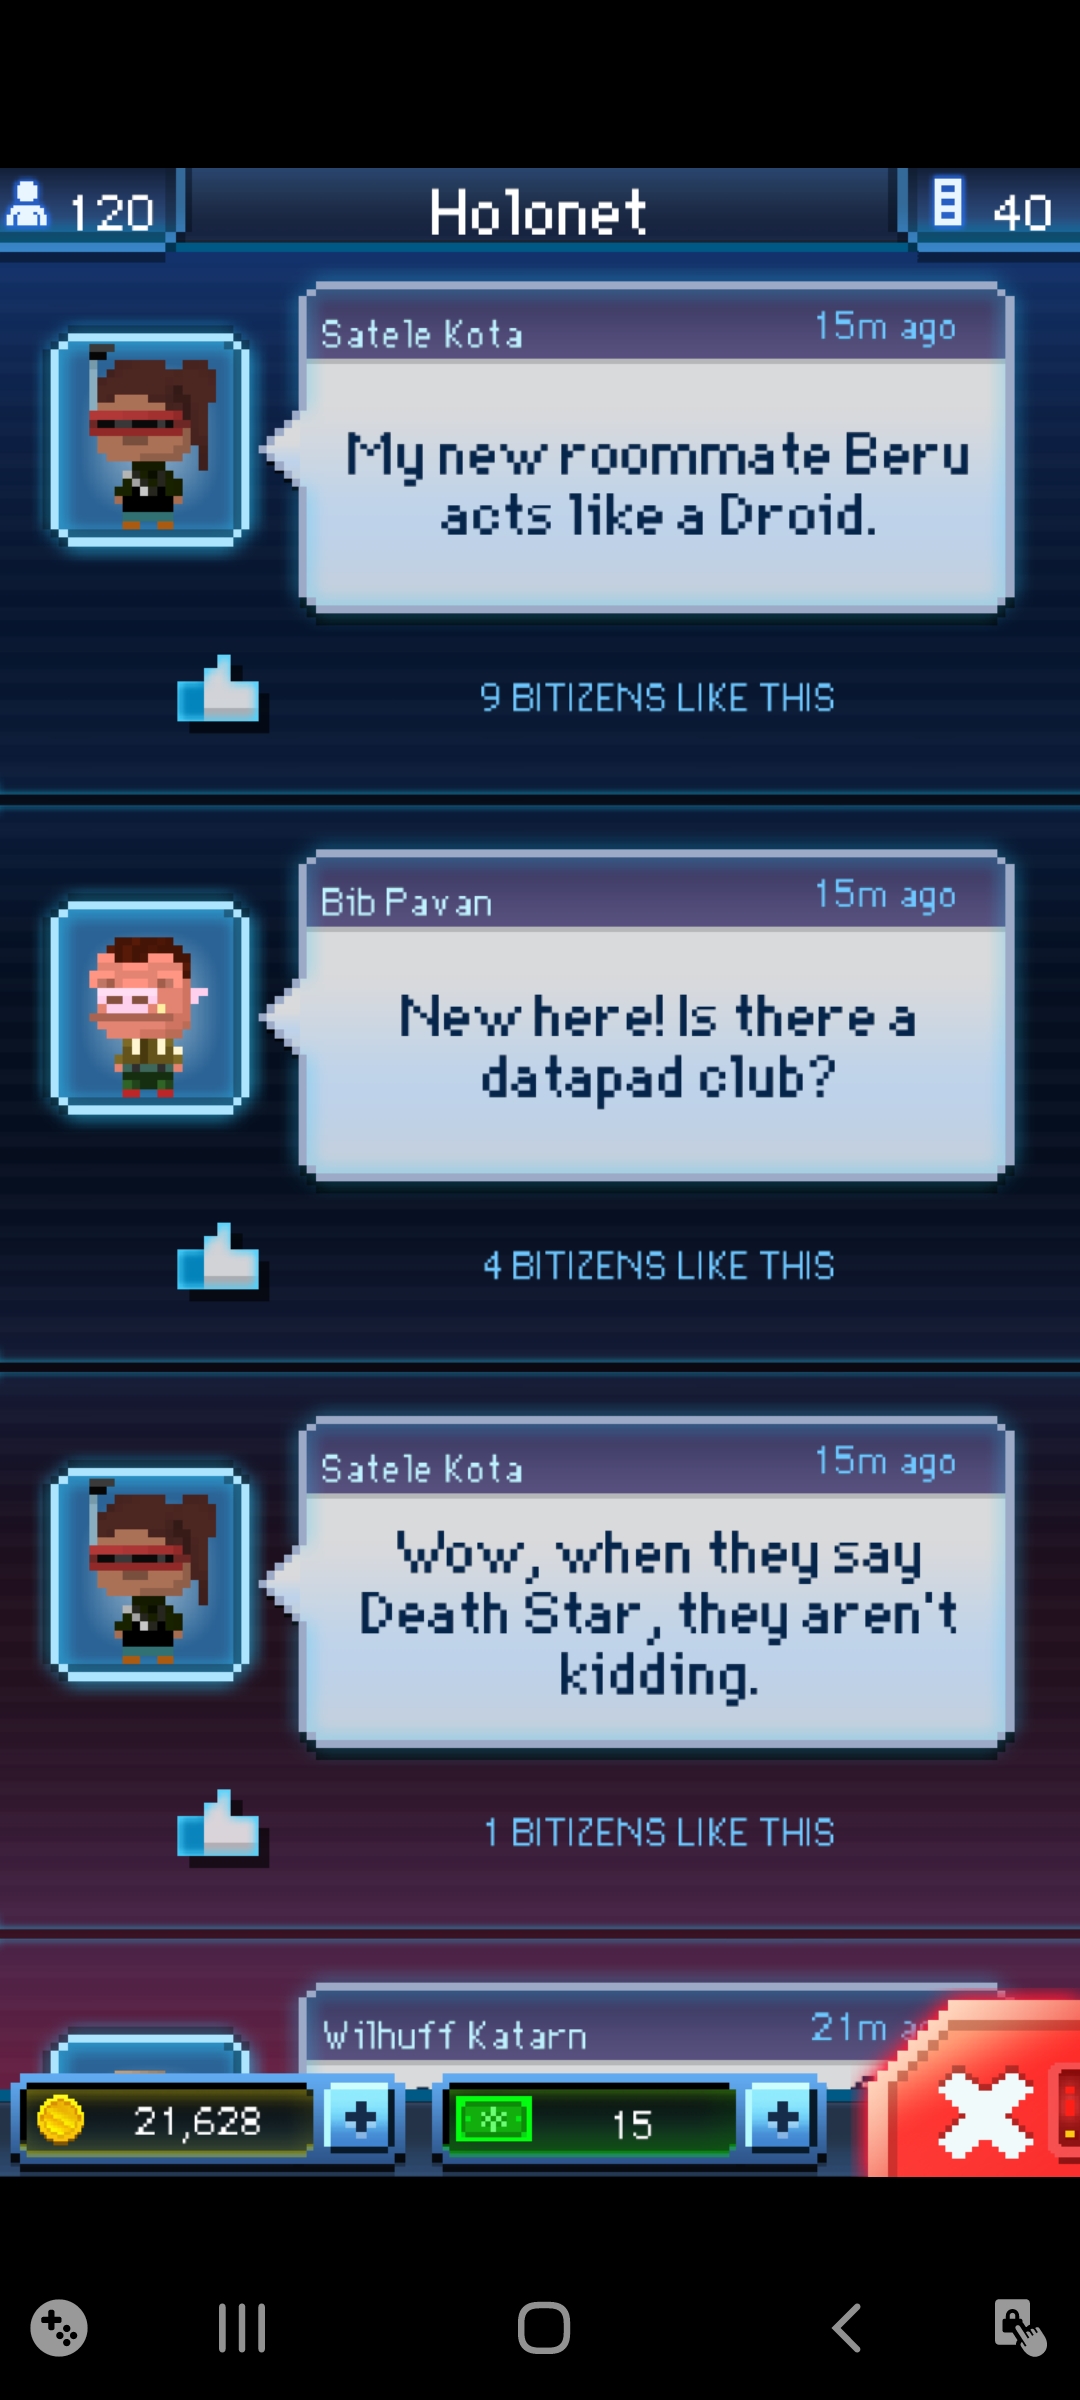 120
Holonet
40
Satele Kota
15m ago
My new roommate Beru
acts like a Droid.
9 BITIZENS LIKE THIS
Bib Pavan
15m ago
New here! Is there a
datapad club?
4 BITIZENS LIKE THIS
Satele Kota
15m ago
Wow, when they say
Death Star, they aren't
kidding.
1 BITIZENS LIKE THIS
Wilhuff Katarn
21m
21,628
15